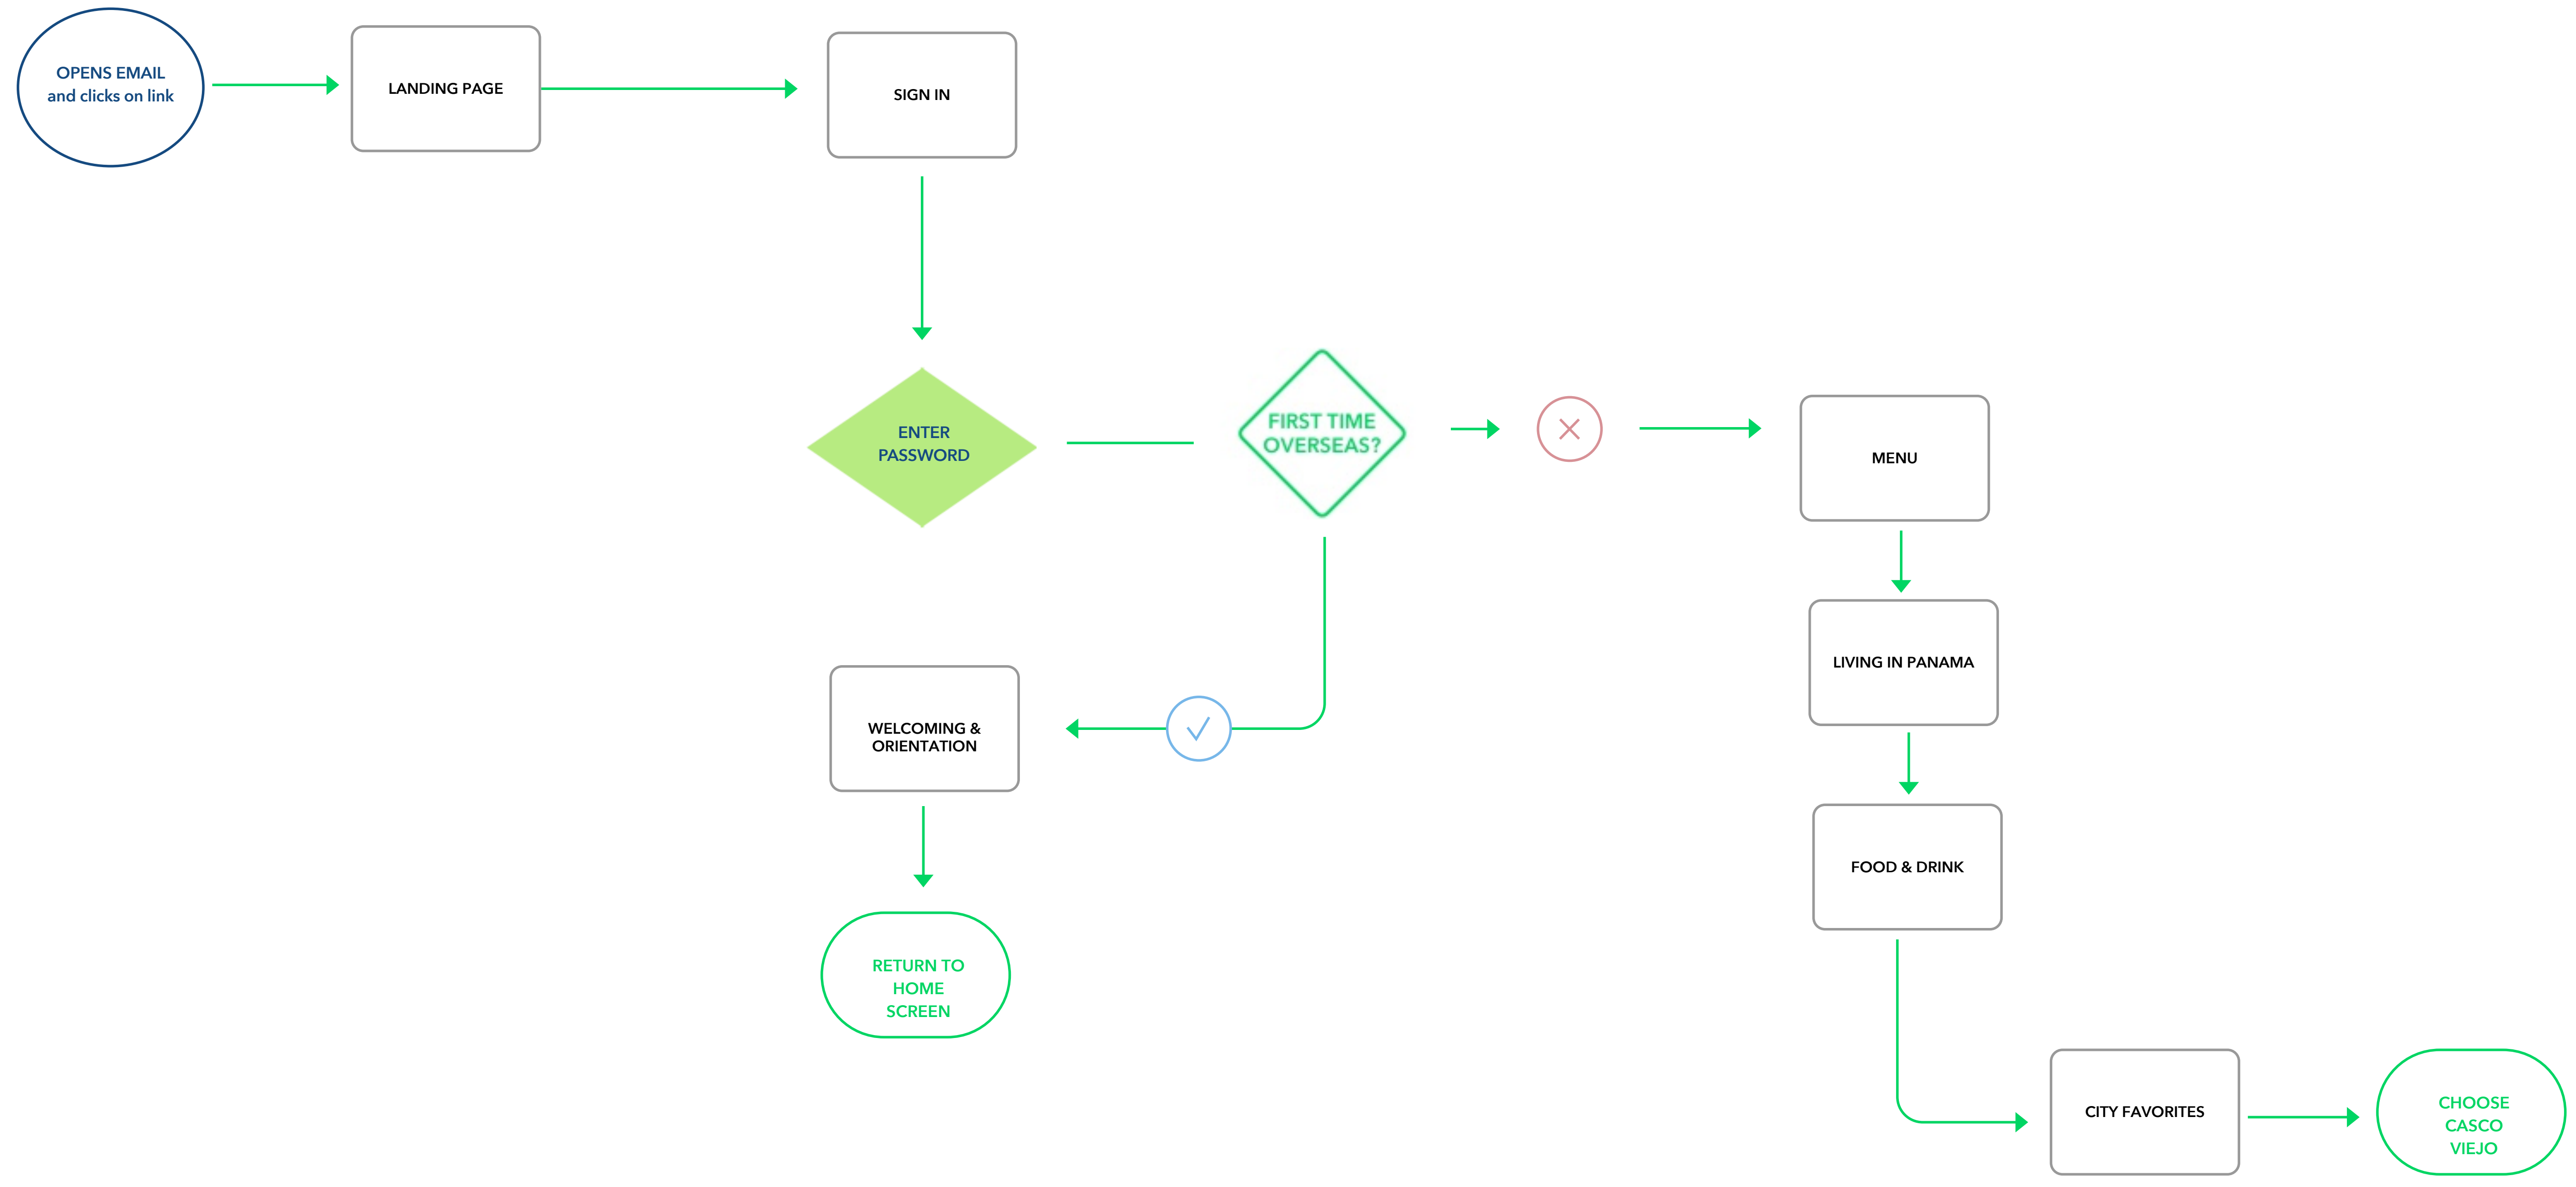 OPENS EMAIL
and clicks on link
LANDING PAGE
SIGN IN
ENTER
PASSWORD
FIRST TIME
OVERSEAS?
MENU
LIVING IN PANAMA
WELCOMING &
ORIENTATION
FOOD & DRINK
RETURN TO
HOME
SCREEN
CITY FAVORITES
CHOOSE
CASCO
VIEJO